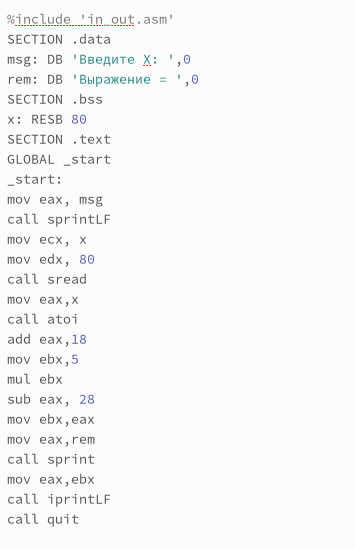 %include 'in_out.asm'
SECTION .data
msg: DB 'Введите X: ',0
rem: DB 'Выражение = ',0
SECTION .bss
x: RESB 80
SECTION .text
GLOBAL _start
_start:
mov eax, msg
call sprintLF
mov ecx, x
mov edx, 80
call sread
mov eax,x
call atoi
add eax,18
mov ebx,5
mul ebx
sub eax, 28
mov ebx,eax
mov eax,rem
call sprint
mov eax,ebx
call iprintLF
call quit